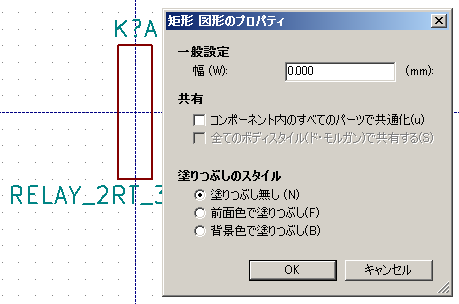 K?A
RELAY_2RT_3
矩形 図形のプロパティ
一般設定
幅 (W):
0.000
(mm):
共有
コンポーネント内のすべてのパーツで共通化(u)
全てのボディスタイル(ド・モルガン)で共有する(S)
塗りつぶしのスタイル
塗りつぶし無し (N)
前面色で塗りつぶし(F)
背景色で塗りつぶし(B)
OK
キャンセル